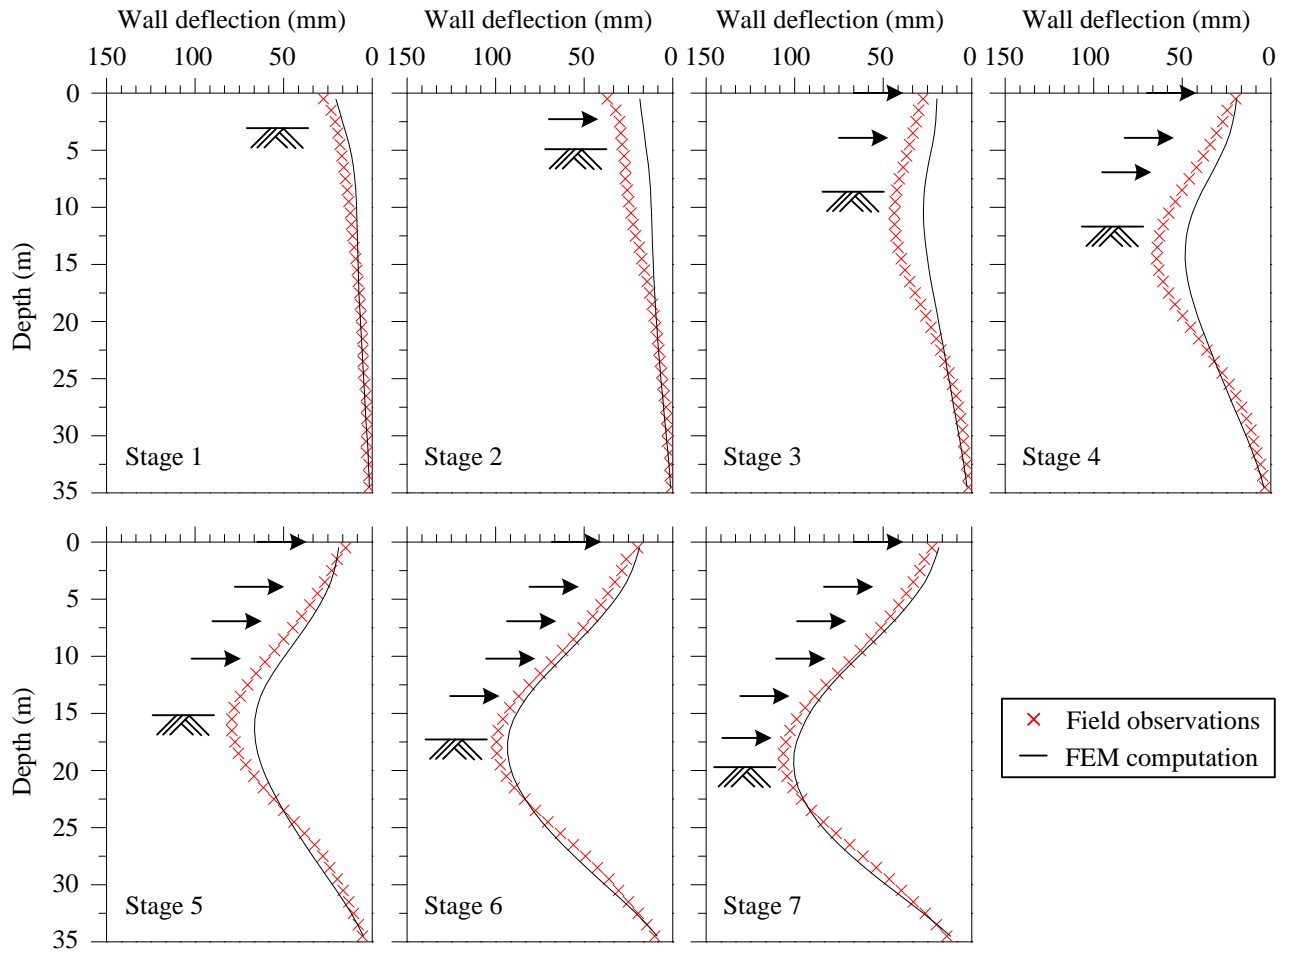 Wall deflection (mm) Wall deflection (mm) Wall deflection (mm) Wall deflection (mm)
150 100 50 0 150 100 50 0 150 100 50 0 150 100 50 0
0
5
10
15
20
25
30
35
Depth (m)
Stage 1 Stage 2 Stage 3 Stage 4
0
5
10
15
20
25
30
35
Depth (m)
Stage 5 Stage 6 Stage 7
Field observations
FEM computation